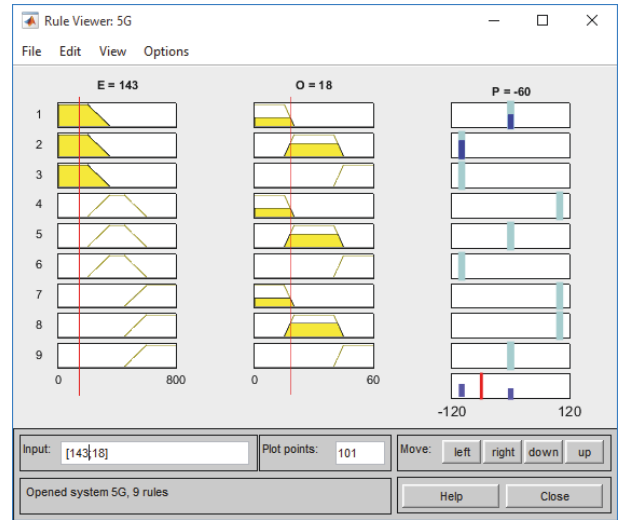 Rule Viewer: 5G
File Edit View Options
E = 143 O = 18 P = -60
1
2
3
4
5
6
7
8
9
0 800 0 60
-120 120
Input: [143;18] Plot points: 101 Move: left right down up
Opened system 5G, 9 rules Help Close